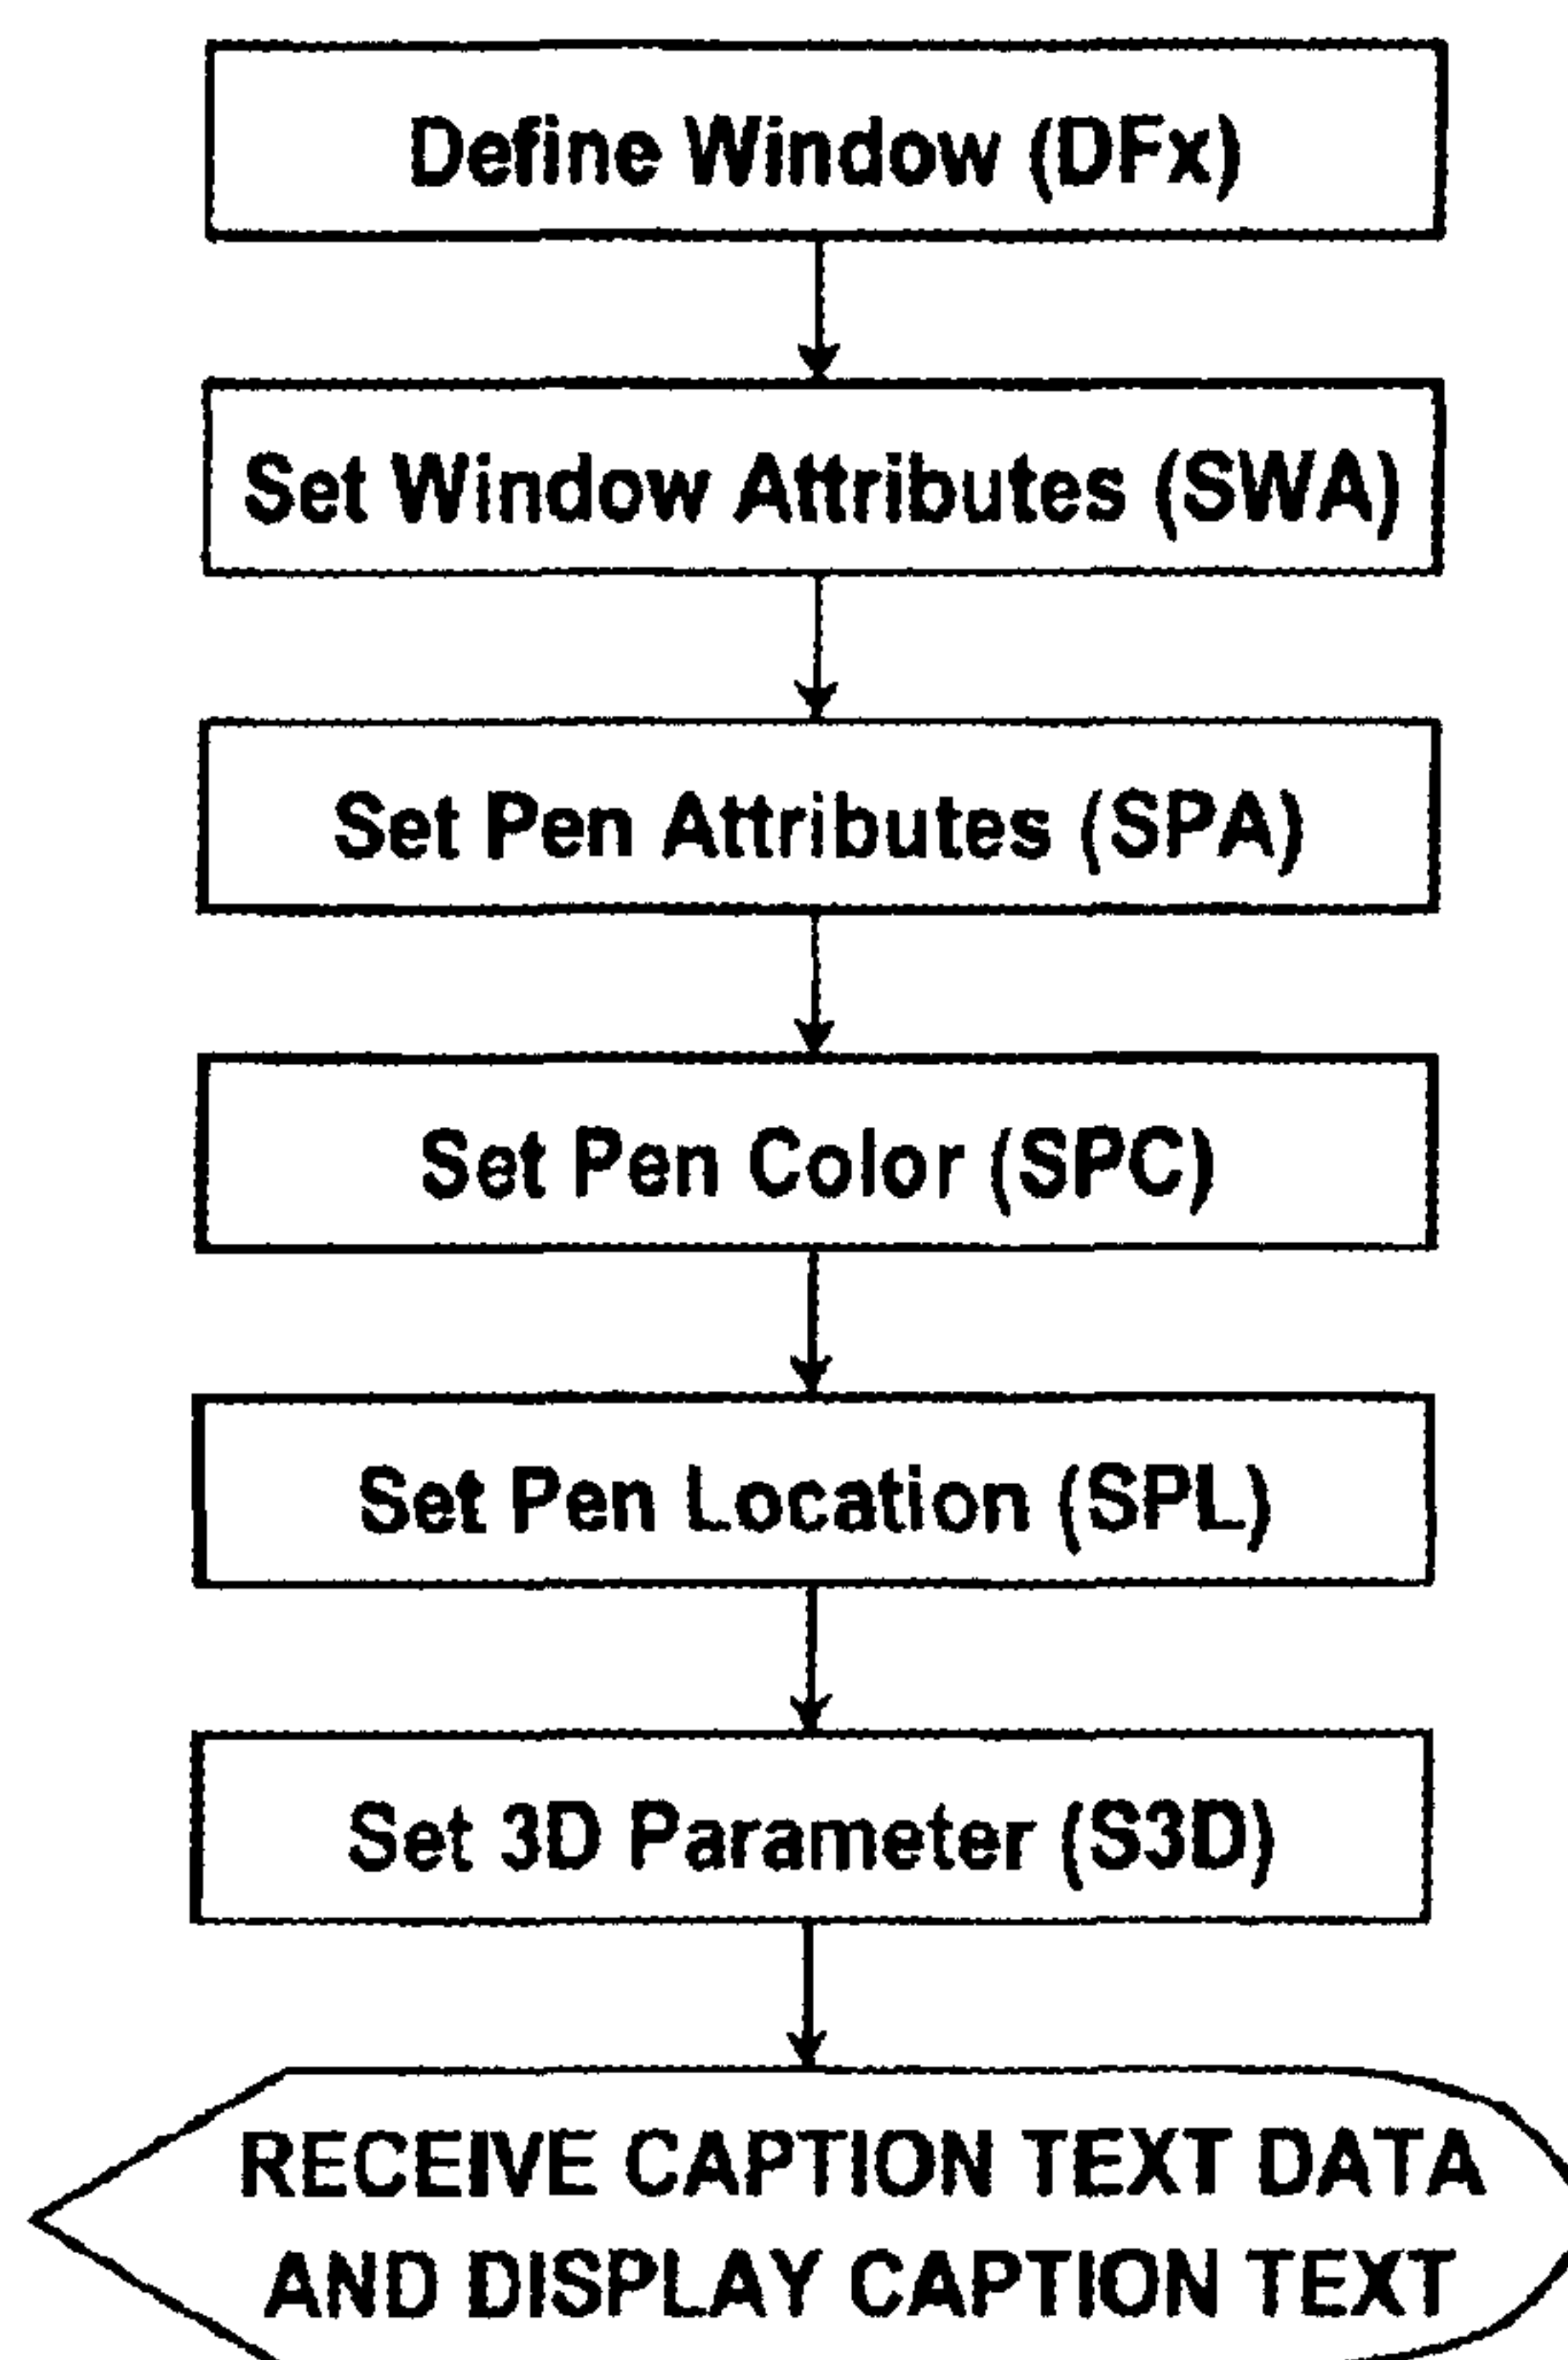 Define Window (DFx)
Set Window Attributes (SWA)
Set Pen Attributes (SPA)
Set Pen Color (SPC)
Set Pen Location (SPL)
Set 3D Parameter (S3D)
RECEIVE CAPTION TEXT DATA
AND DISPLAY CAPTION TEXT